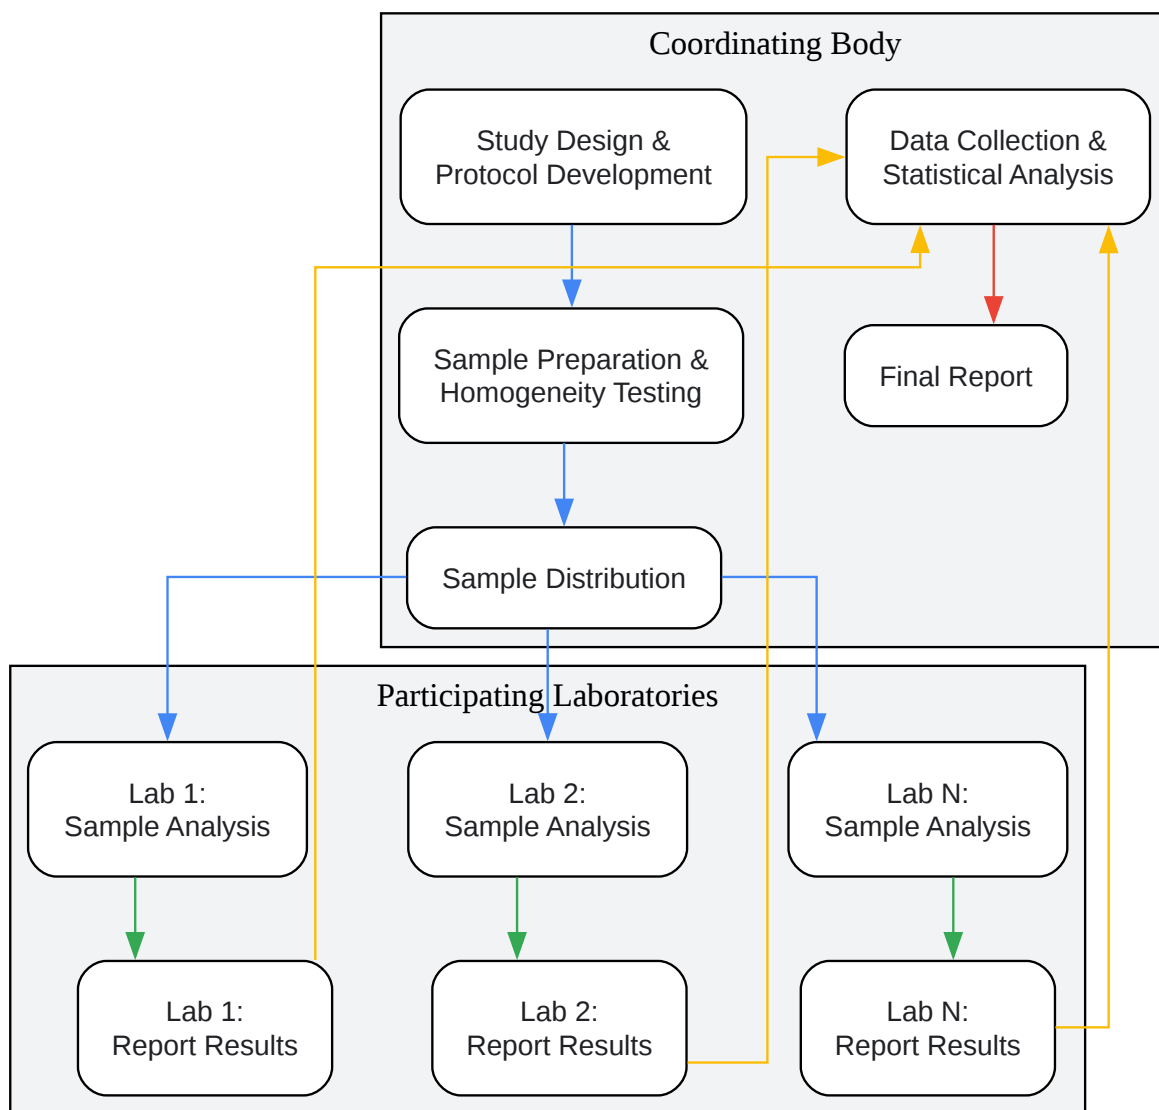 Coordinating Body
Study Design &
Protocol Development
Data Collection &
Statistical Analysis
Sample Preparation &
Homogeneity Testing
Final Report
Sample Distribution
Participating Laboratories
Lab 1:
Sample Analysis
Lab 2:
Sample Analysis
Lab N:
Sample Analysis
Lab 1:
Report Results
Lab 2:
Report Results
Lab N:
Report Results